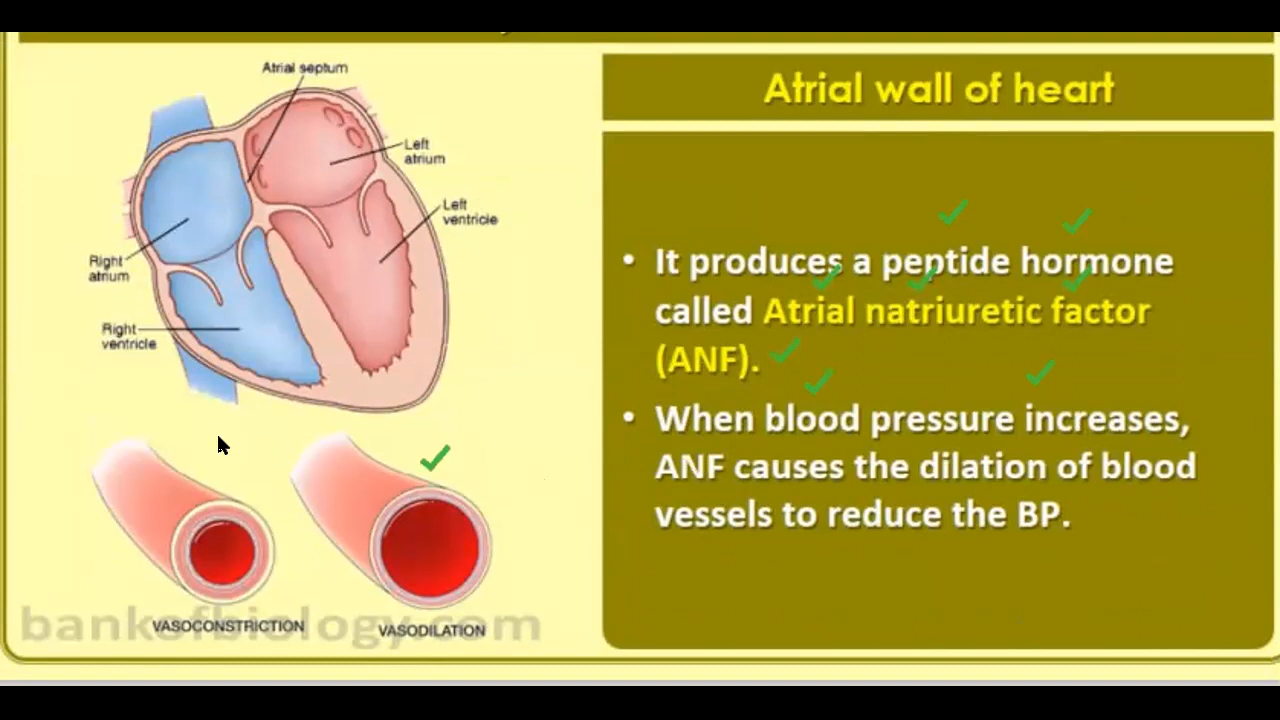 Atrial septum
Left
atrium
Left
ventricle
Right
atrium
Right
ventricle
VASOCONSTRICTION
VASODILATION
bankofbiology.com
Atrial wall of heart
• It produces a peptide hormone
called Atrial natriuretic factor
(ANF).
• When blood pressure increases,
ANF causes the dilation of blood
vessels to reduce the BP.